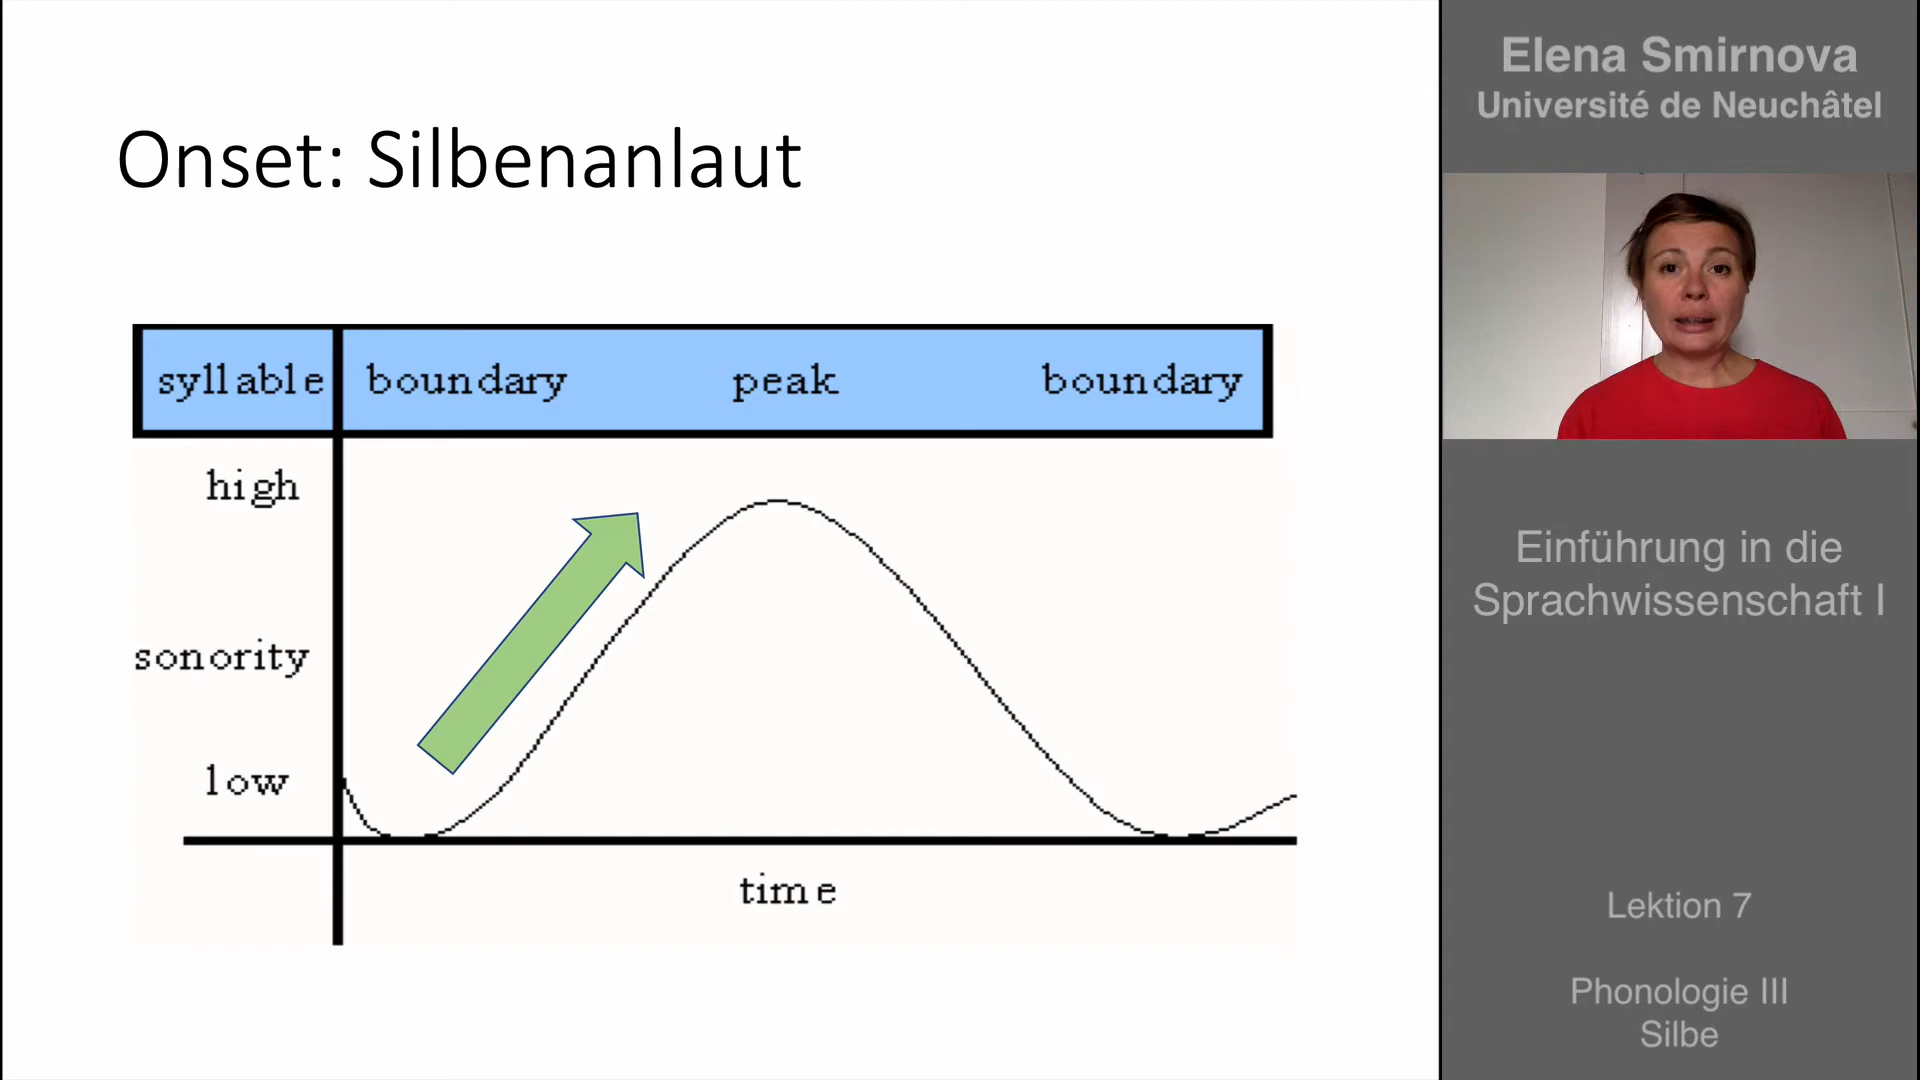 Onset: Silbenanlaut
syllable boundary peak boundary
high
sonority
low
time
Elena Smirnova
Université de Neuchâtel
Einführung in die
Sprachwissenschaft I
Lektion 7
Phonologie III
Silbe